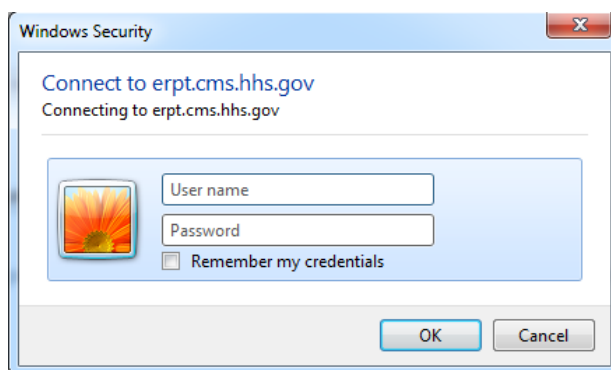 Windows Security
Connect to erpt.cms.hhs.gov
Connecting to erpt.cms.hhs.gov
User name
Password
Remember my credentials
OK
Cancel